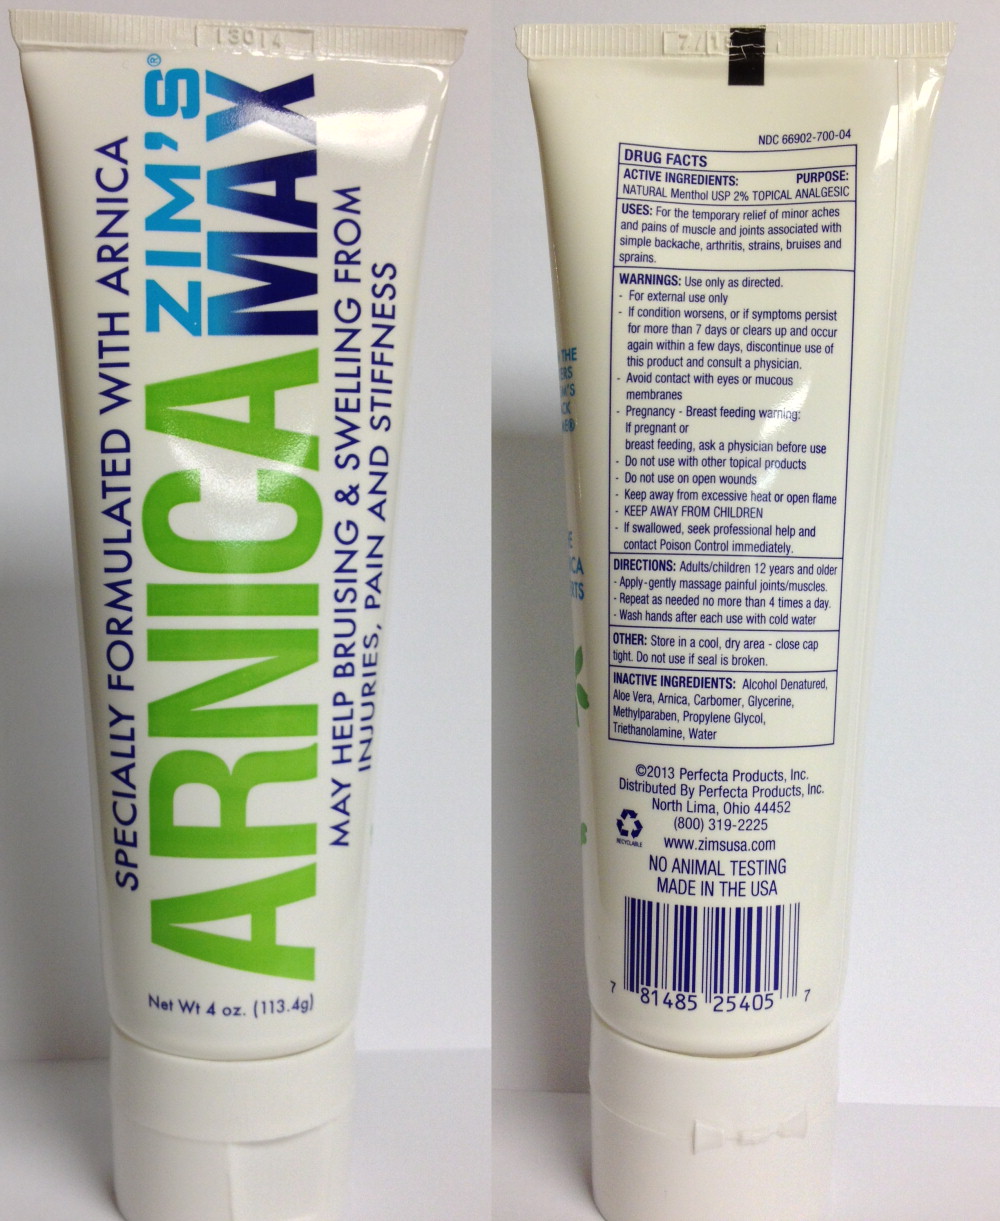 13014
SPECIALLY FORMULATED WITH ARNICA
ZIM'S®
ARNICA MAX
MAY HELP BRUISING & SWELLING FROM
INJURIES, PAIN AND STIFFNESS
Net Wt 4 oz. (113.4g)
NDC 66902-700-04
DRUG FACTS
ACTIVE INGREDIENTS: PURPOSE:
NATURAL Menthol USP 2% TOPICAL ANALGESIC
USES: For the temporary relief of minor aches
and pains of muscle and joints associated with
simple backache, arthritis, strains, bruises and
sprains.
WARNINGS: Use only as directed.
- For external use only
- If condition worsens, or if symptoms persist
for more than 7 days or clears up and occur
again within a few days, discontinue use of
this product and consult a physician.
- Avoid contact with eyes or mucous
membranes
- Pregnancy - Breast feeding warning:
If pregnant or
breast feeding, ask a physician before use
- Do not use with other topical products
- Do not use on open wounds
- Keep away from excessive heat or open flame
- KEEP AWAY FROM CHILDREN
- If swallowed, seek professional help and
contact Poison Control immediately.
DIRECTIONS: Adults/children 12 years and older
- Apply-gently massage painful joints/muscles.
- Repeat as needed no more than 4 times a day.
- Wash hands after each use with cold water
OTHER: Store in a cool, dry area - close cap
tight. Do not use if seal is broken.
INACTIVE INGREDIENTS: Alcohol Denatured,
Aloe Vera, Arnica, Carbomer, Glycerine,
Methylparaben, Propylene Glycol,
Triethanolamine, Water
©2013 Perfecta Products, Inc.
Distributed By Perfecta Products, Inc.
North Lima, Ohio 44452
(800) 319-2225
RECYCLABLE
www.zimsusa.com
NO ANIMAL TESTING
MADE IN THE USA
7 81485 25405 7
THE